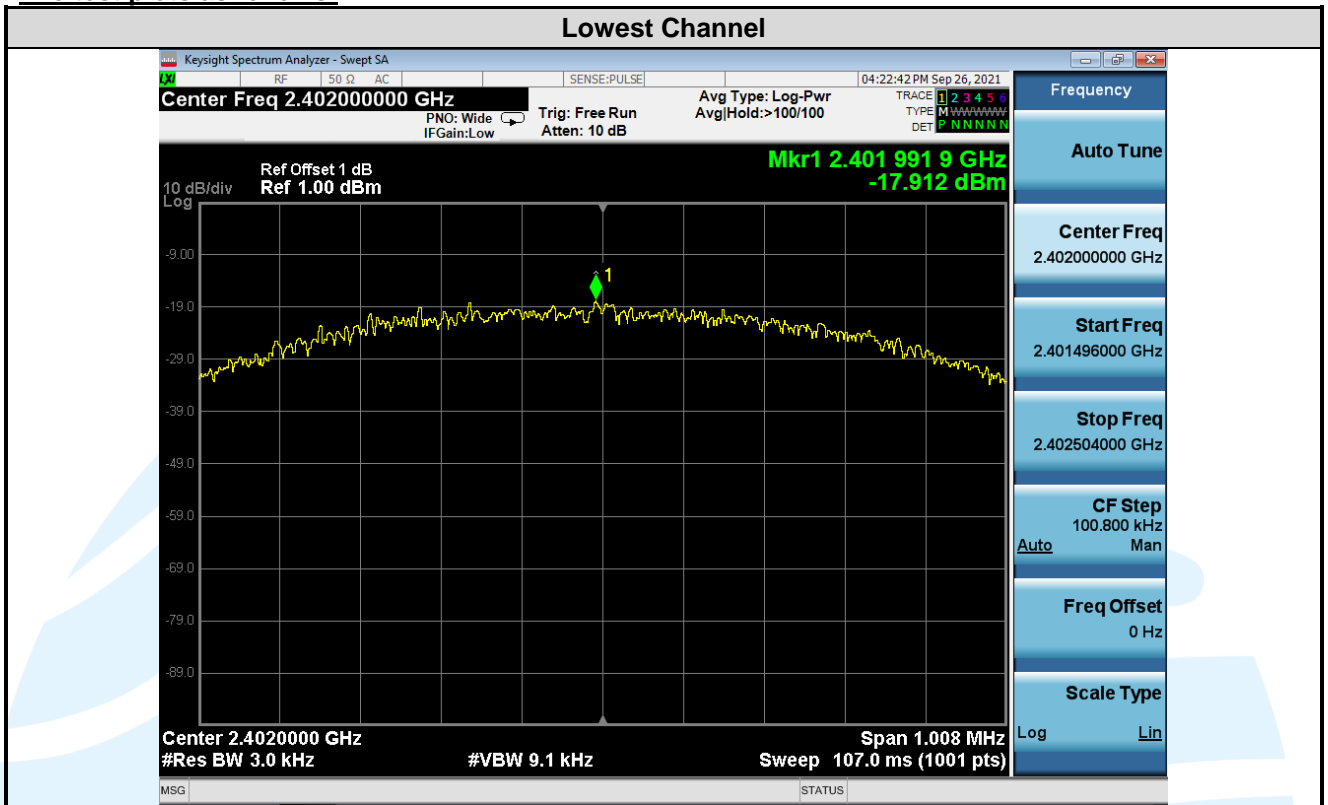 Lowest Channel
Keysight Spectrum Analyzer - Swept SA
LXI RF 50 Ω AC SENSE:PULSE 04:22:42 PM Sep 26, 2021
Center Freq 2.402000000 GHz
PNO: Wide
IFGain:Low
Trig: Free Run
Atten: 10 dB
Avg Type: Log-Pwr
Avg|Hold:>100/100
TRACE 1 2 3 4 5 6
TYPE M WWWWW
DET P N N N N N
Mkr1 2.401 991 9 GHz
-17.912 dBm
Ref Offset 1 dB
10 dB/div Ref 1.00 dBm
Log
1
-9.00
-19.0
-29.0
-39.0
-49.0
-59.0
-69.0
-79.0
-89.0
Center 2.4020000 GHz Span 1.008 MHz
#Res BW 3.0 kHz #VBW 9.1 kHz Sweep 107.0 ms (1001 pts)
MSG STATUS
Frequency
Auto Tune
Center Freq
2.402000000 GHz
Start Freq
2.401496000 GHz
Stop Freq
2.402504000 GHz
CF Step
100.800 kHz
Auto Man
Freq Offset
0 Hz
Scale Type
Log Lin